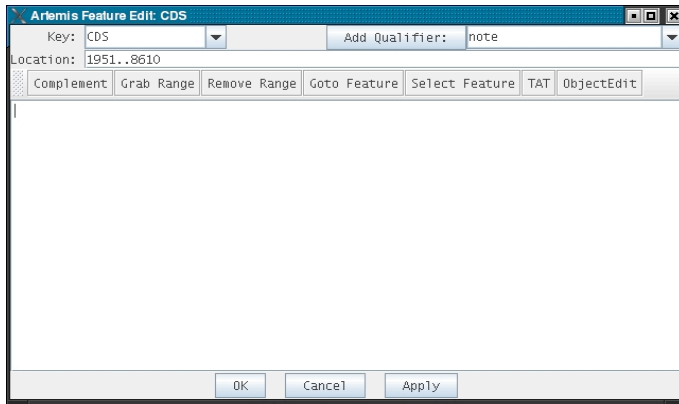 Artemis Feature Edit: CDS
Key: CDS Add Qualifier: note
Location: 1951..8610
Complement Grab Range Remove Range Goto Feature Select Feature TAT ObjectEdit
OK Cancel Apply